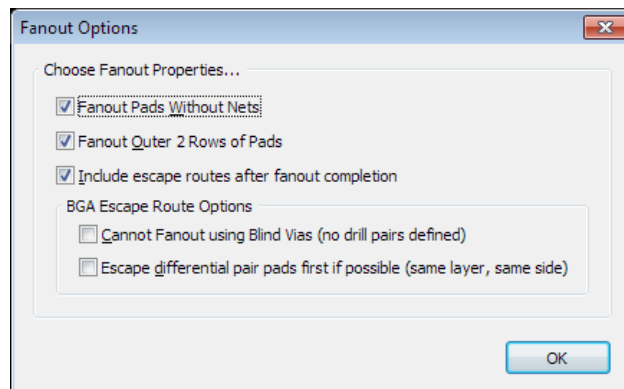 Fanout Options
Choose Fanout Properties...
Fanout Pads Without Nets
Fanout Outer 2 Rows of Pads
Include escape routes after fanout completion
BGA Escape Route Options
Cannot Fanout using Blind Vias (no drill pairs defined)
Escape differential pair pads first if possible (same layer, same side)
OK